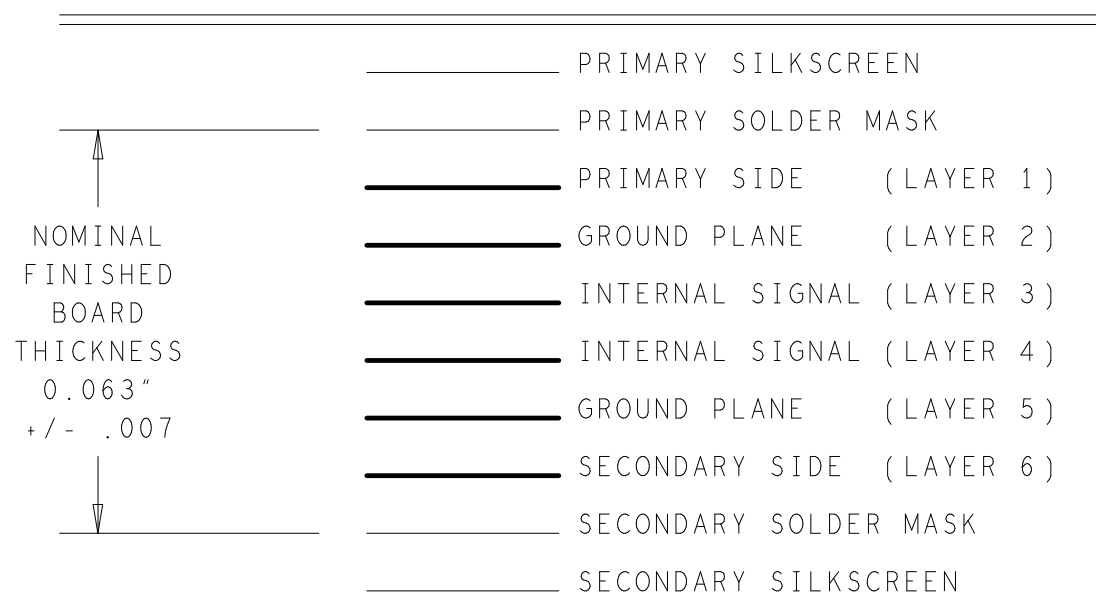 PRIMARY SILKSCREEN
PRIMARY SOLDER MASK
PRIMARY SIDE (LAYER 1)
GROUND PLANE (LAYER 2)
INTERNAL SIGNAL (LAYER 3)
INTERNAL SIGNAL (LAYER 4)
GROUND PLANE (LAYER 5)
SECONDARY SIDE (LAYER 6)
SECONDARY SOLDER MASK
SECONDARY SILKSCREEN
NOMINAL
FINISHED
BOARD
THICKNESS
0.063"
+/- .007